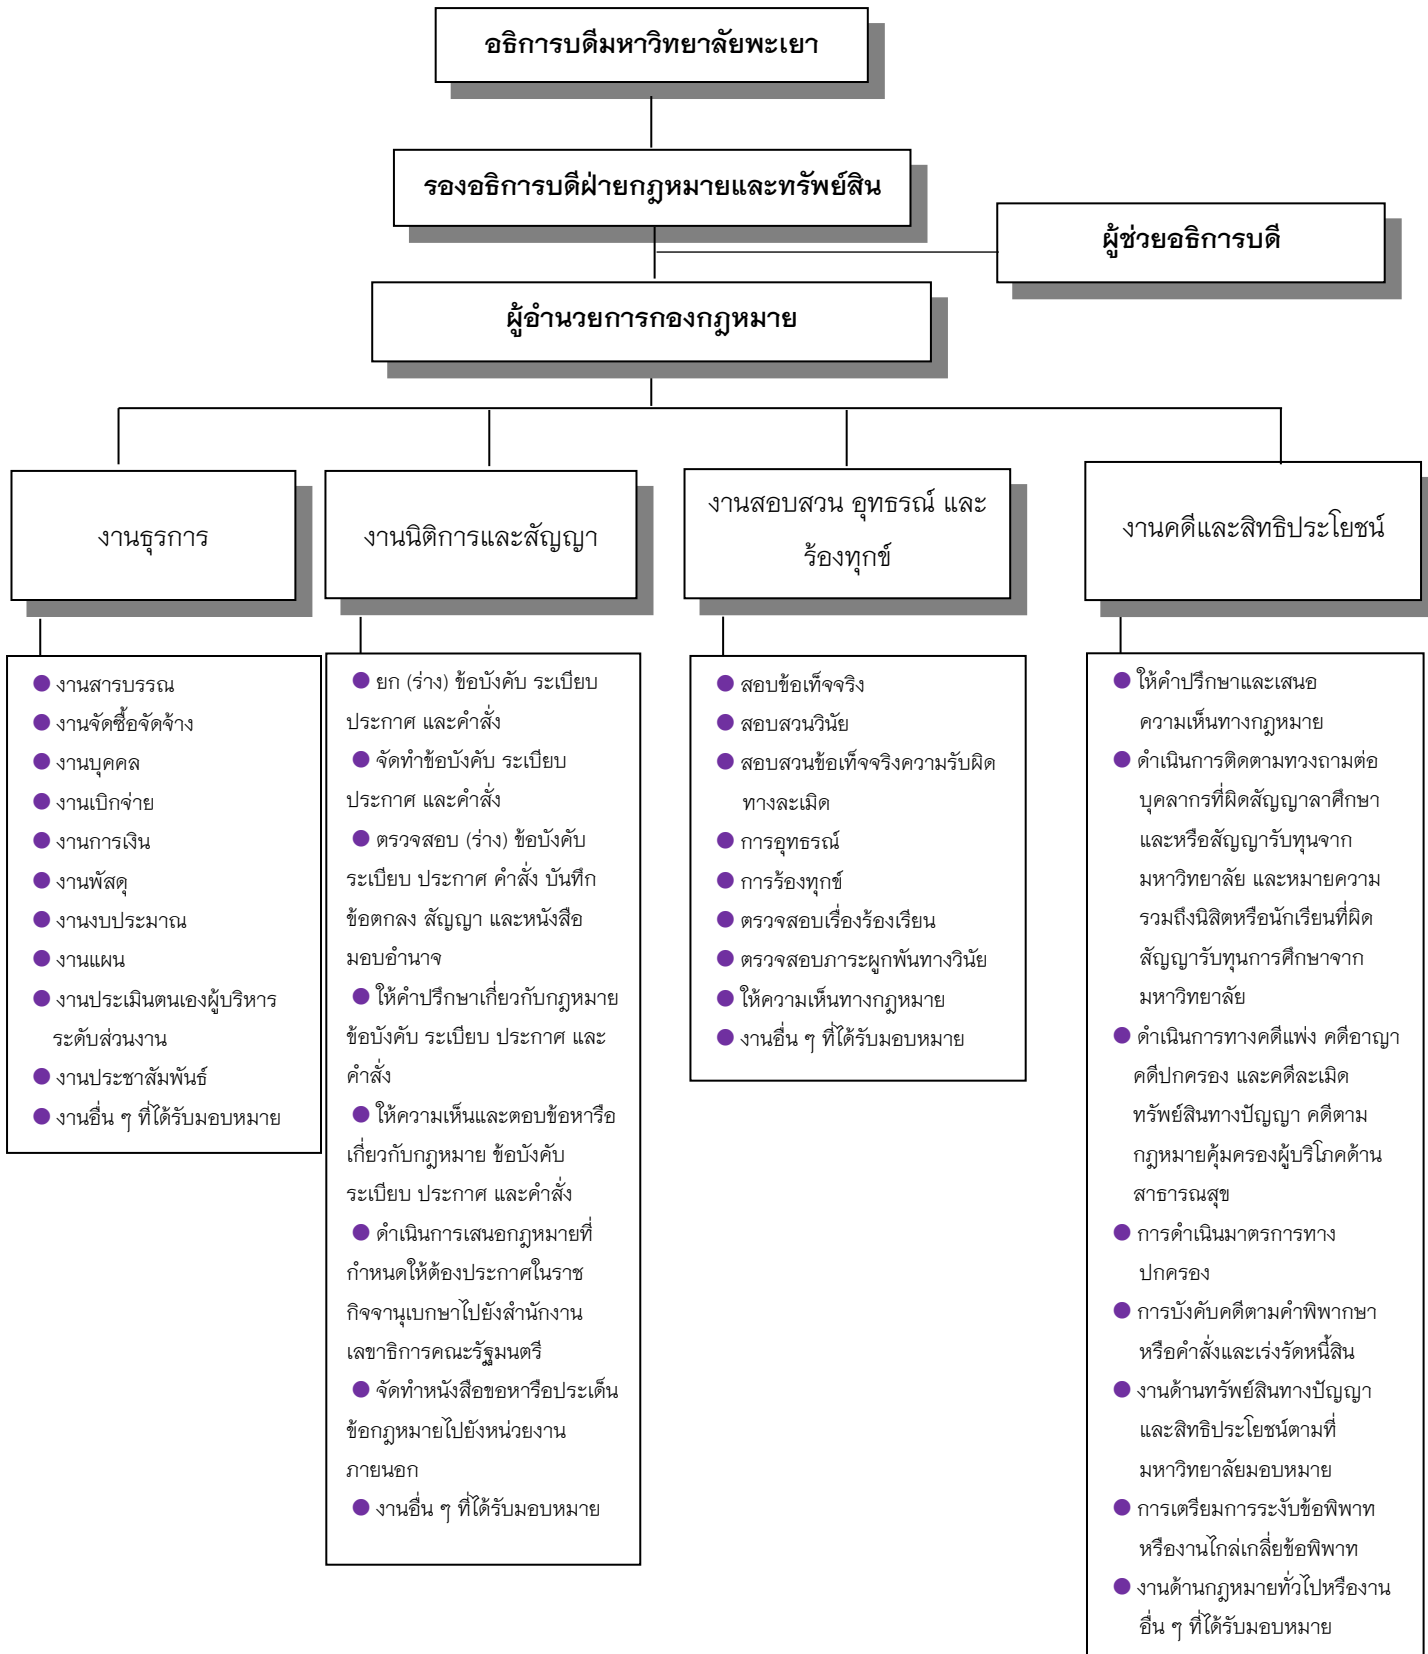 อธิการบดีมหาวิทยาลัยพะเยา
รองอธิการบดีฝ่ายกฎหมายและทรัพย์สิน
ผู้ช่วยอธิการบดี
ผู้อำนวยการกองกฎหมาย
งานธุรการ
● งานสารบรรณ
● งานจัดซื้อจัดจ้าง
● งานบุคคล
● งานเบิกจ่าย
● งานการเงิน
● งานพัสดุ
● งานงบประมาณ
● งานแผน
● งานประเมินตนเองผู้บริหาร
ระดับส่วนงาน
● งานประชาสัมพันธ์
● งานอื่น ๆ ที่ได้รับมอบหมาย
งานนิติการและสัญญา
● ยก (ร่าง) ข้อบังคับ ระเบียบ
ประกาศ และคำสั่ง
● จัดทำข้อบังคับ ระเบียบ
ประกาศ และคำสั่ง
● ตรวจสอบ (ร่าง) ข้อบังคับ
ระเบียบ ประกาศ คำสั่ง บันทึก
ข้อตกลง สัญญา และหนังสือ
มอบอำนาจ
● ให้คำปรึกษาเกี่ยวกับกฎหมาย
ข้อบังคับ ระเบียบ ประกาศ และ
คำสั่ง
● ให้ความเห็นและตอบข้อหารือ
เกี่ยวกับกฎหมาย ข้อบังคับ
ระเบียบ ประกาศ และคำสั่ง
● ดำเนินการเสนอกฎหมายที่
กำหนดให้ต้องประกาศในราช
กิจจานุเบกษาไปยังสำนักงาน
เลขาธิการคณะรัฐมนตรี
● จัดทำหนังสือขอหารือประเด็น
ข้อกฎหมายไปยังหน่วยงาน
ภายนอก
● งานอื่น ๆ ที่ได้รับมอบหมาย
งานสอบสวน อุทธรณ์ และ
ร้องทุกข์
● สอบข้อเท็จจริง
● สอบสวนวินัย
● สอบสวนข้อเท็จจริงความรับผิด
ทางละเมิด
● การอุทธรณ์
● การร้องทุกข์
● ตรวจสอบเรื่องร้องเรียน
● ตรวจสอบภาระผูกพันทางวินัย
● ให้ความเห็นทางกฎหมาย
● งานอื่น ๆ ที่ได้รับมอบหมาย
งานคดีและสิทธิประโยชน์
● ให้คำปรึกษาและเสนอ
ความเห็นทางกฎหมาย
● ดำเนินการติดตามทวงถามต่อ
บุคลากรที่ผิดสัญญาลาศึกษา
และหรือสัญญารับทุนจาก
มหาวิทยาลัย และหมายความ
รวมถึงนิสิตหรือนักเรียนที่ผิด
สัญญารับทุนการศึกษาจาก
มหาวิทยาลัย
● ดำเนินการทางคดีแพ่ง คดีอาญา
คดีปกครอง และคดีละเมิด
ทรัพย์สินทางปัญญา คดีตาม
กฎหมายคุ้มครองผู้บริโภคด้าน
สาธารณสุข
● การดำเนินมาตรการทาง
ปกครอง
● การบังคับคดีตามคำพิพากษา
หรือคำสั่งและเร่งรัดหนี้สิน
● งานด้านทรัพย์สินทางปัญญา
และสิทธิประโยชน์ตามที่
มหาวิทยาลัยมอบหมาย
● การเตรียมการระงับข้อพิพาท
หรืองานไกล่เกลี่ยข้อพิพาท
● งานด้านกฎหมายทั่วไปหรืองาน
อื่น ๆ ที่ได้รับมอบหมาย